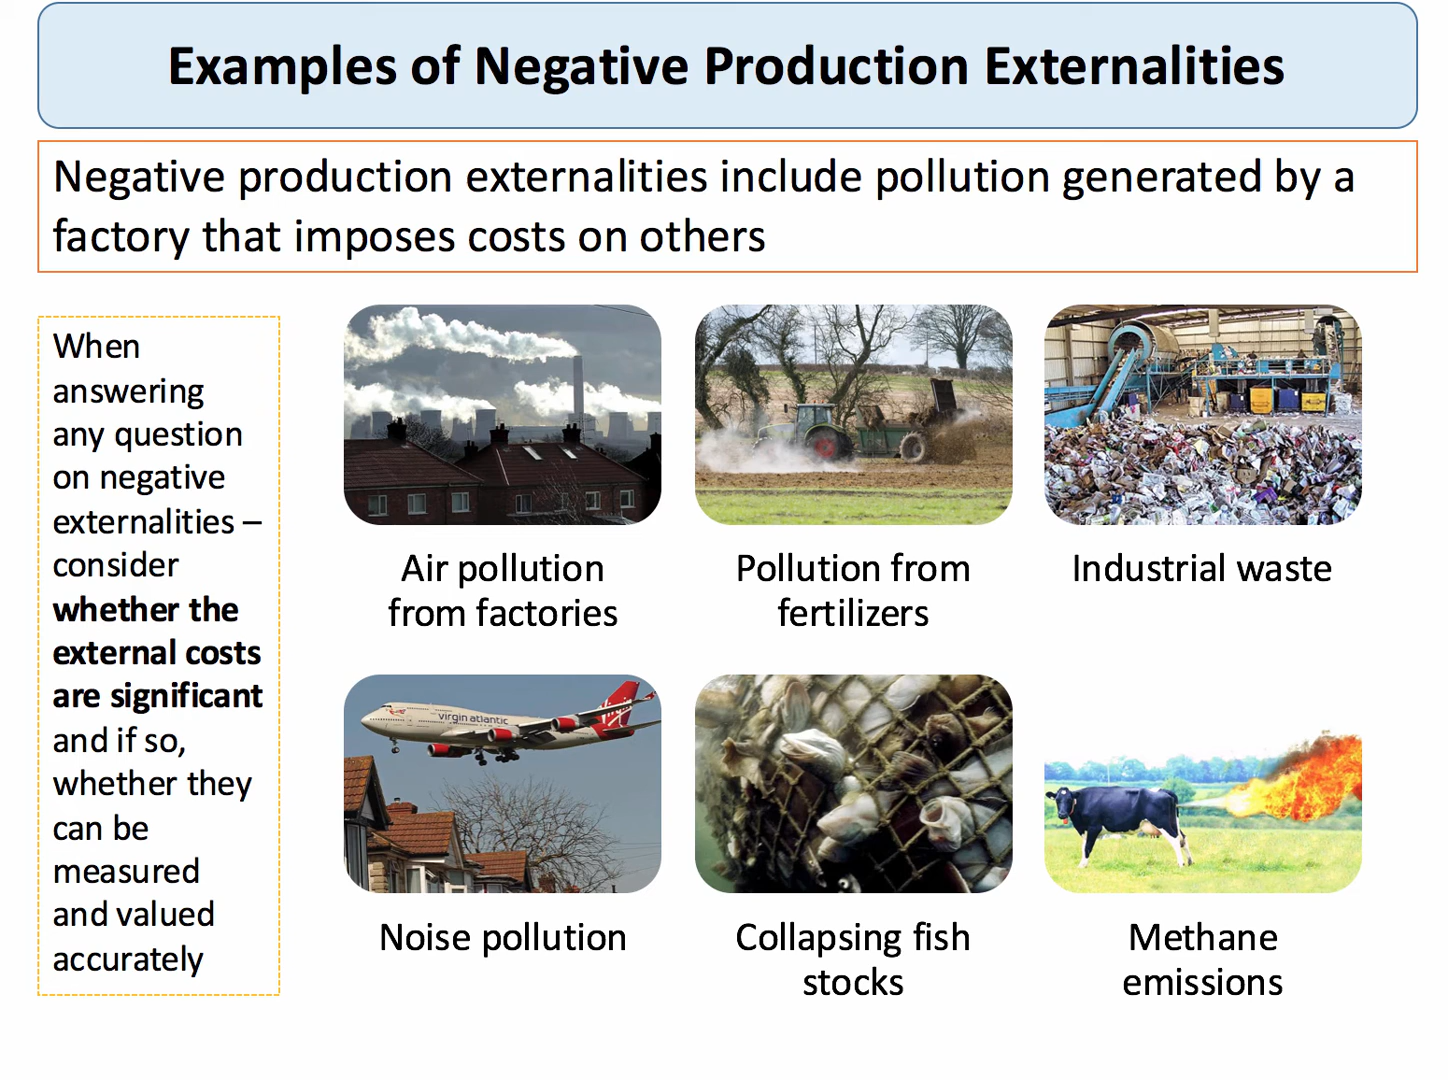 Examples of Negative Production Externalities
Negative production externalities include pollution generated by a
factory that imposes costs on others
When
answering
any question
on negative
externalities –
consider
whether the
external costs
are significant
and if so,
whether they
can be
measured
and valued
accurately
Air pollution
from factories
Pollution from
fertilizers
Industrial waste
virgin atlantic
Noise pollution
Collapsing fish
stocks
Methane
emissions